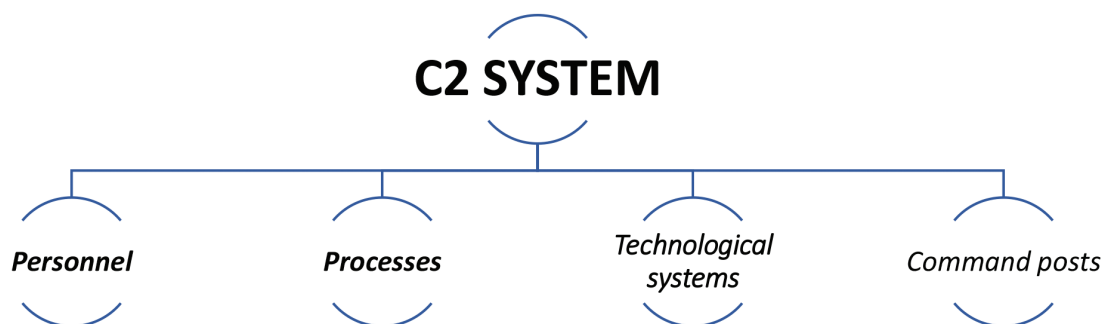 C2 SYSTEM
Personnel
Processes
Technological
systems
Command posts